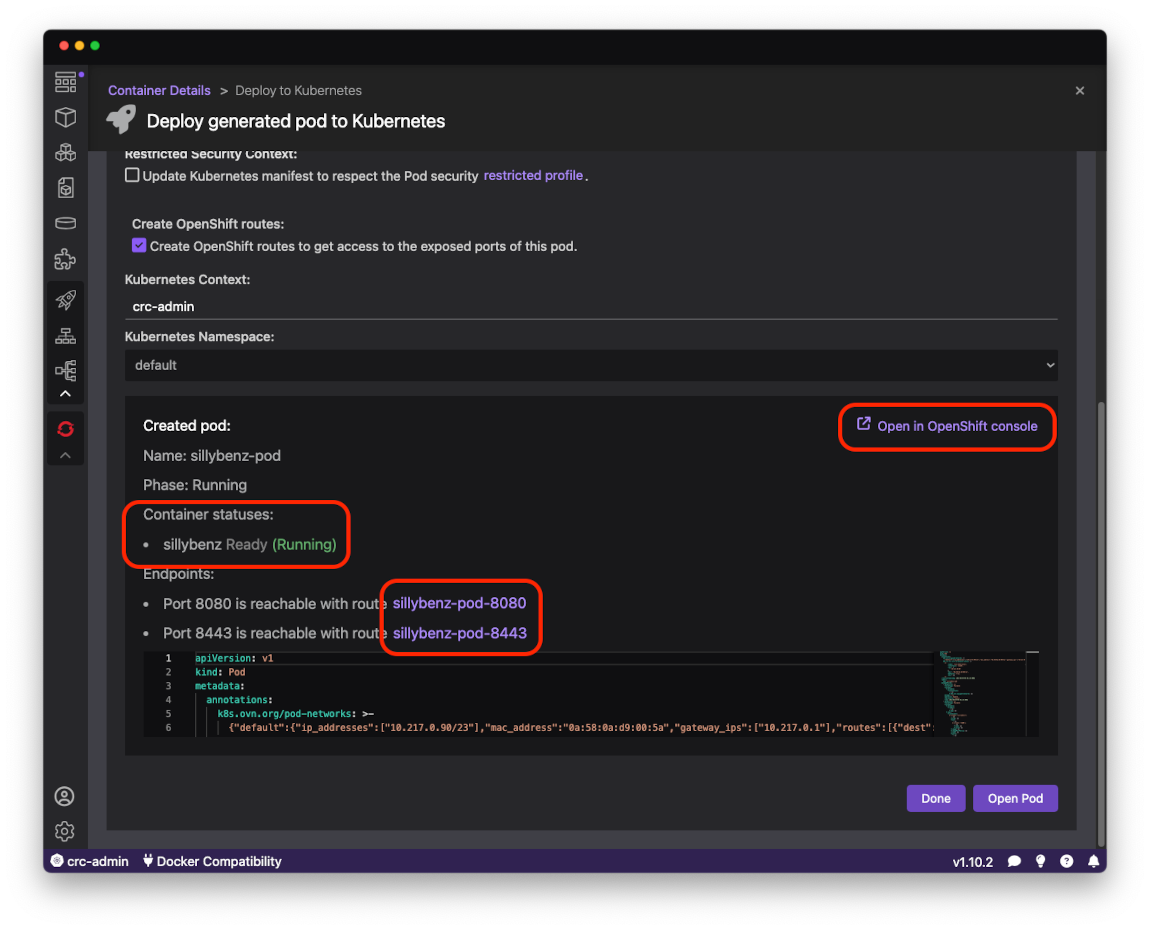 Container Details > Deploy to Kubernetes
Deploy generated pod to Kubernetes
Restricted Security Context:
Update Kubernetes manifest to respect the Pod security restricted profile.
Create OpenShift routes:
Create OpenShift routes to get access to the exposed ports of this pod.
Kubernetes Context:
crc-admin
Kubernetes Namespace:
default
Created pod:
Open in OpenShift console
Name: sillybenz-pod
Phase: Running
Container statuses:
• sillybenz Ready (Running)
Endpoints:
• Port 8080 is reachable with route sillybenz-pod-8080
• Port 8443 is reachable with route sillybenz-pod-8443
1 apiVersion: v1
2 kind: Pod
3 metadata:
4 annotations:
5 k8s.ovn.org/pod-networks: >-
6 {"default":{"ip_addresses":["10.217.0.90/23"],"mac_address":"0a:58:0a:d9:00:5a","gateway_ips":["10.217.0.1"],"routes":[{"dest":
Done Open Pod
crc-admin Docker Compatibility v1.10.2